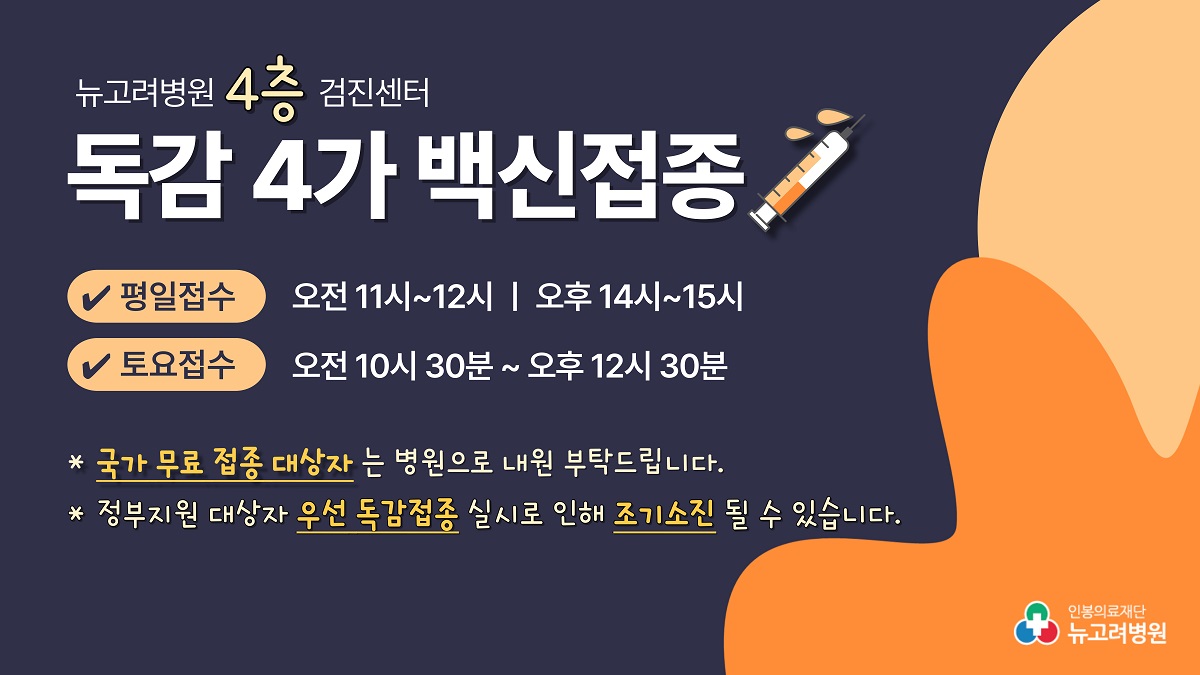 뉴고려병원 4층 검진센터
독감 4가 백신접종
✔ 평일접수 오전 11시~12시 | 오후 14시~15시
✔ 토요접수 오전 10시 30분 ~ 오후 12시 30분
* 국가 무료 접종 대상자 는 병원으로 내원 부탁드립니다.
* 정부지원 대상자 우선 독감접종 실시로 인해 조기소진 될 수 있습니다.
인봉의료재단
뉴고려병원